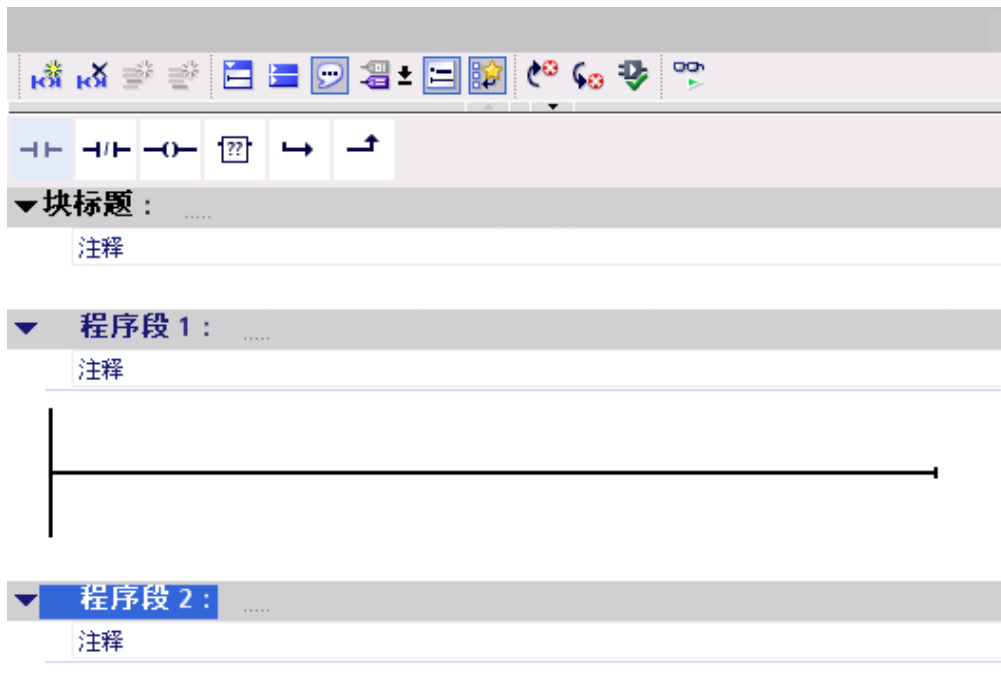 ??
块标题： .....
注释
程序段 1： .....
注释
程序段 2： .....
注释